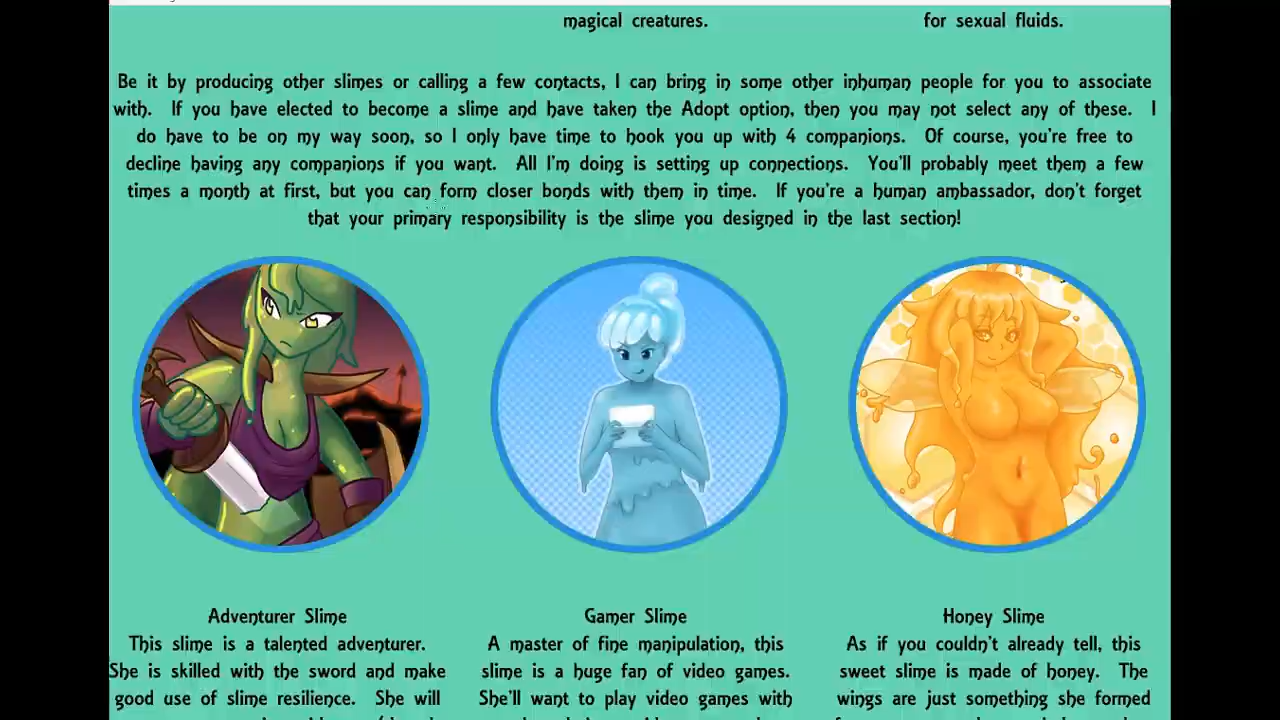 magical creatures.
for sexual fluids.
Be it by producing other slimes or calling a few contacts, I can bring in some other inhuman people for you to associate
with. If you have elected to become a slime and have taken the Adopt option, then you may not select any of these. I
do have to be on my way soon, so I only have time to hook you up with 4 companions. Of course, you're free to
decline having any companions if you want. All I'm doing is setting up connections. You'll probably meet them a few
times a month at first, but you can form closer bonds with them in time. If you're a human ambassador, don't forget
that your primary responsibility is the slime you designed in the last section!
Adventurer Slime
This slime is a talented adventurer.
She is skilled with the sword and make
good use of slime resilience. She will
Gamer Slime
A master of fine manipulation, this
slime is a huge fan of video games.
She'll want to play video games with
Honey Slime
As if you couldn't already tell, this
sweet slime is made of honey. The
wings are just something she formed